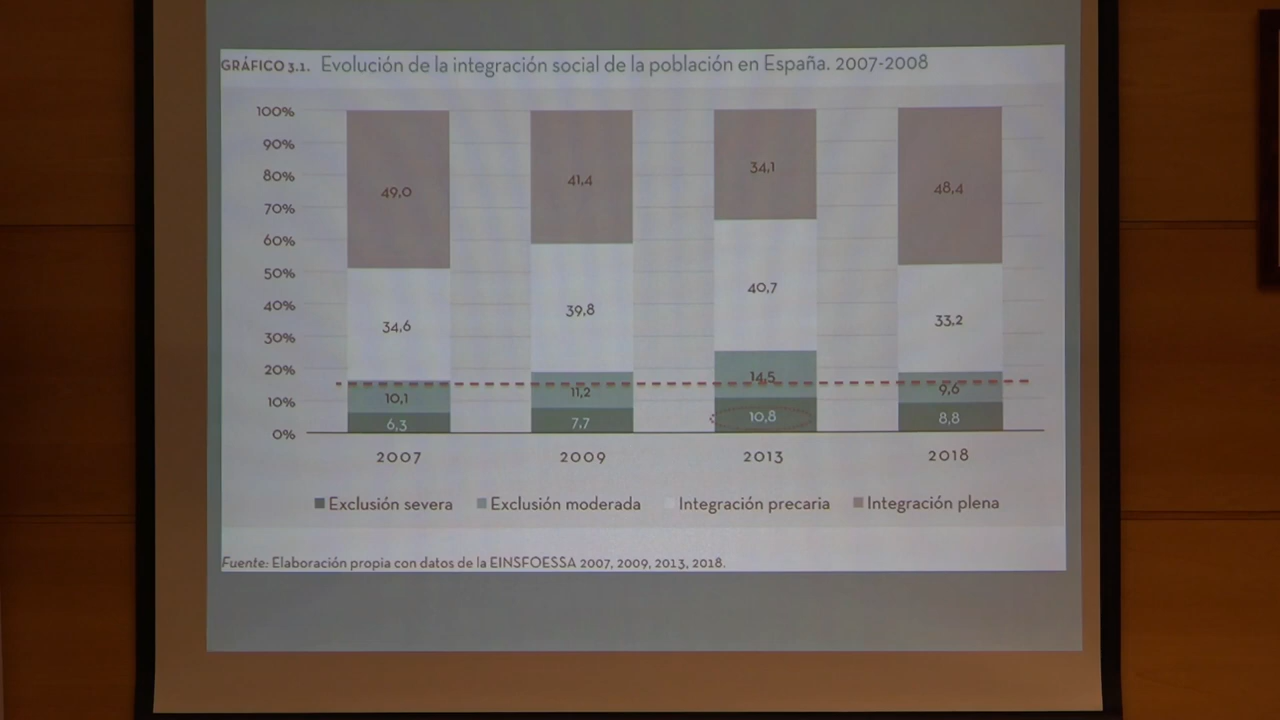 GRÁFICO 3.1. Evolución de la integración social de la población en España. 2007-2008
100%
90%
80%
70%
60%
50%
40%
30%
20%
10%
0%
49,0 41,4 34,1 48,4
34,6 39,8 40,7 33,2
10,1 11,2 14,5 9,6
6,3 7,7 10,8 8,8
2007 2009 2013 2018
Exclusión severa Exclusión moderada Integración precaria Integración plena
Fuente: Elaboración propia con datos de la EINSFOESSA 2007, 2009, 2013, 2018.